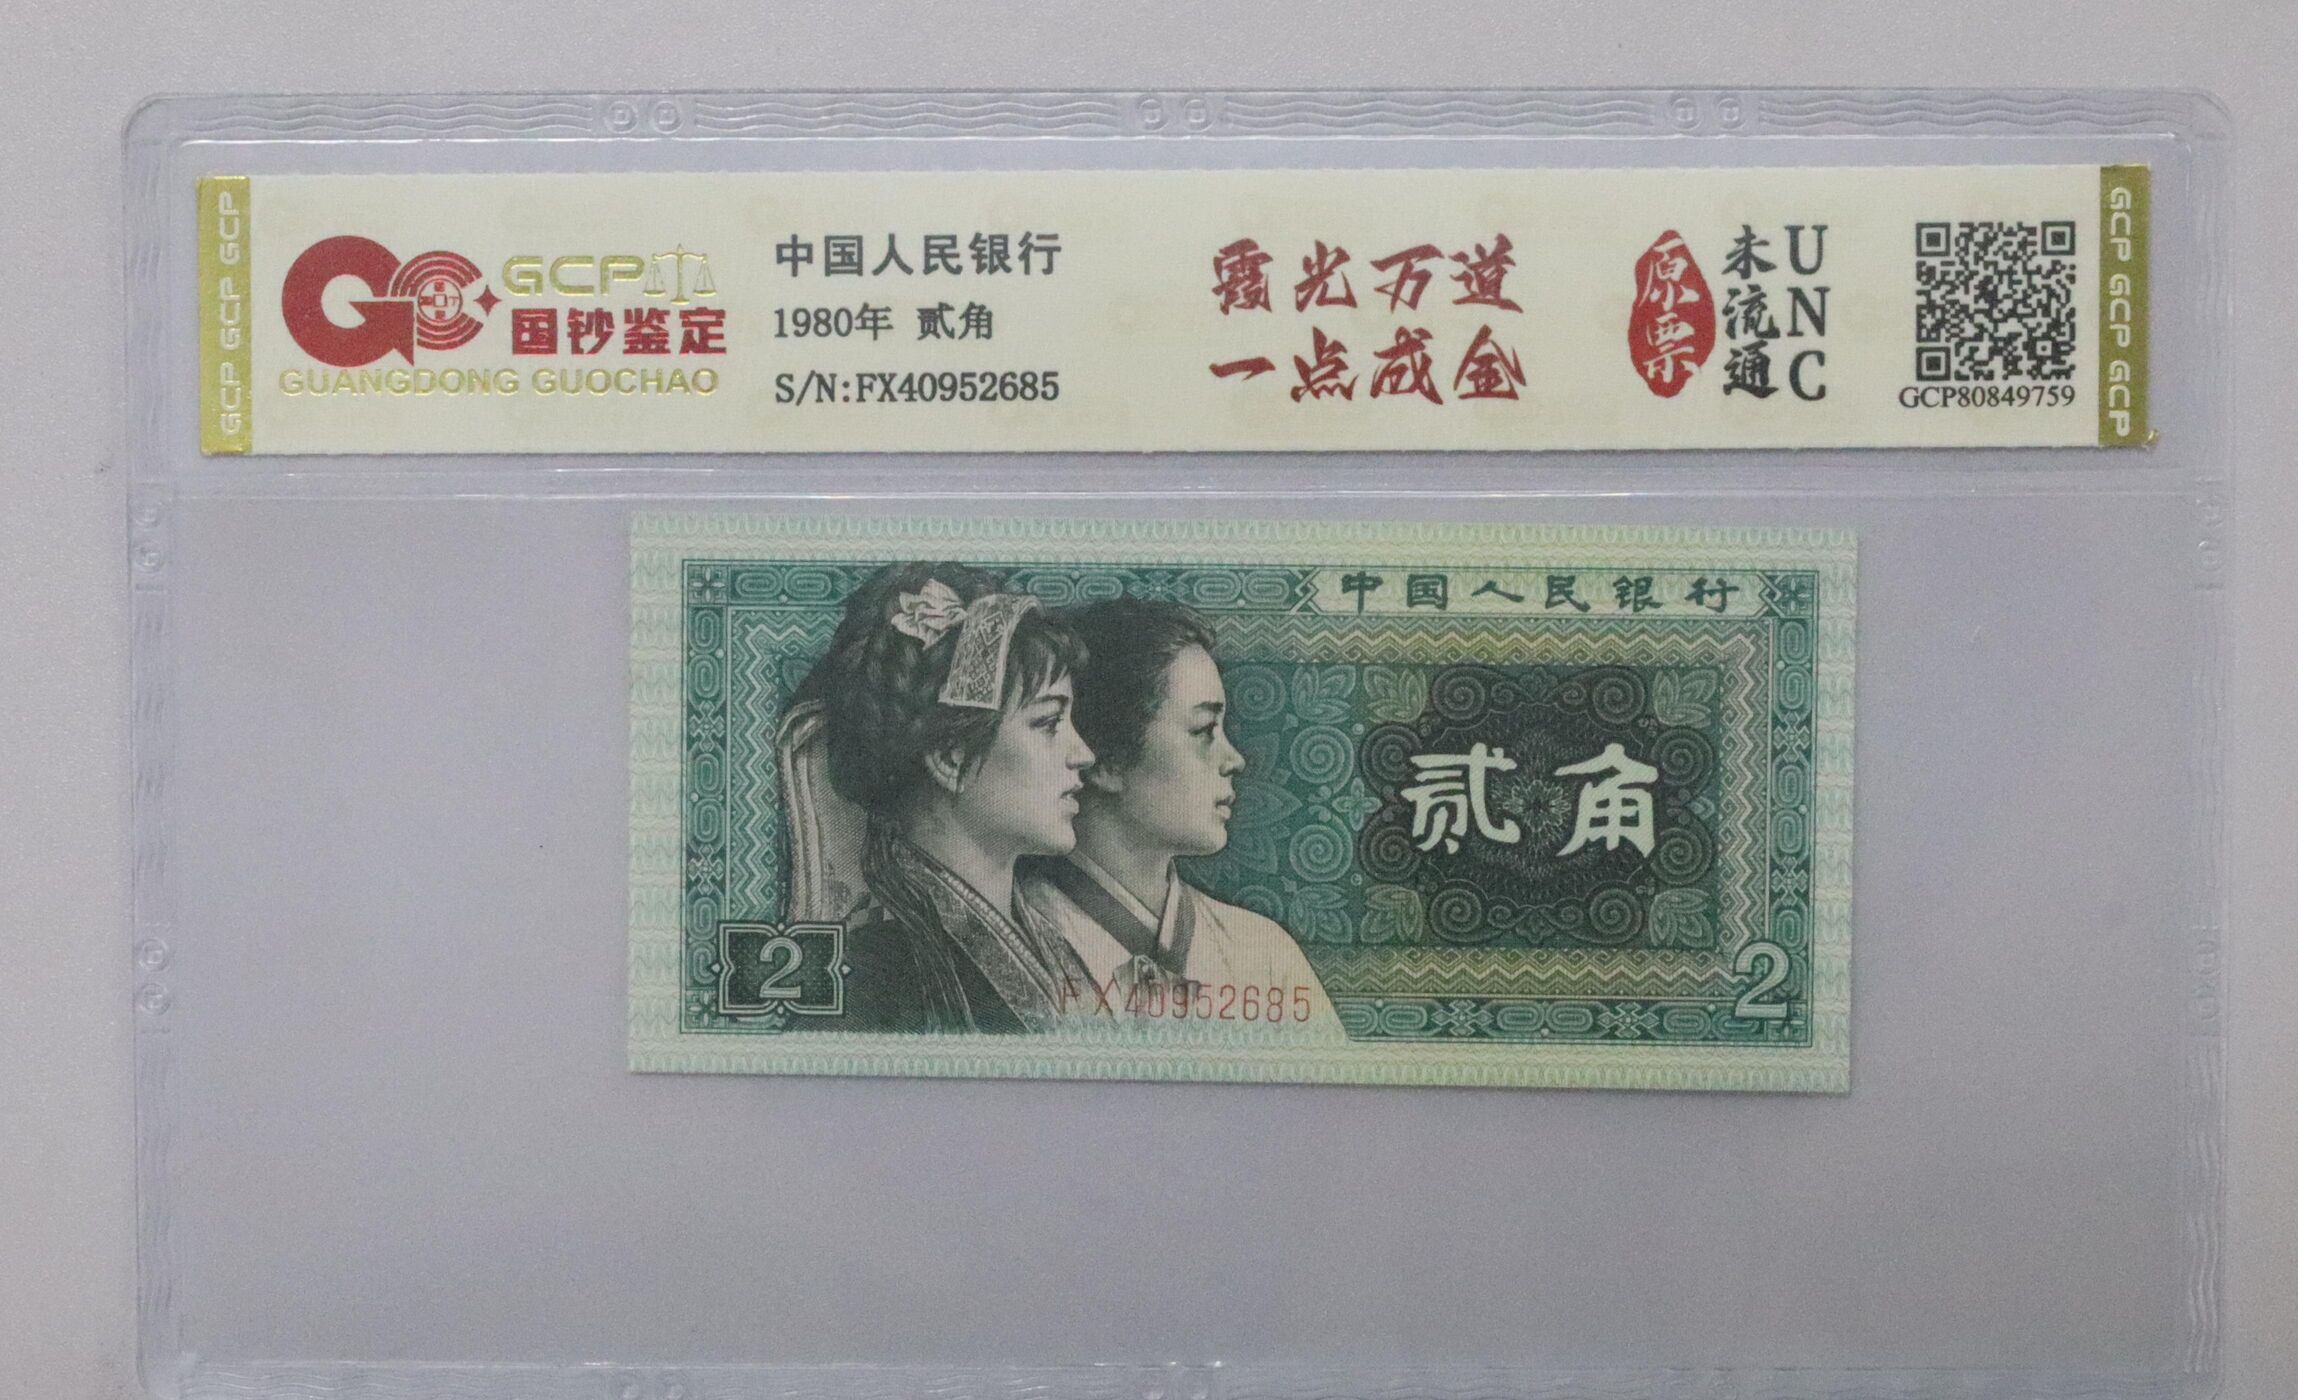 GCP GCP GCP
GCP
国钞鉴定
GUANGDONG GUOCHAO
中国人民银行
1980年 贰角
S/N:FX40952685
霞光万道
一点成金
原票
未流通
UNC
GCP80849759
GCP GCP GCP
中国人民银行
贰角
2
FX40952685
2